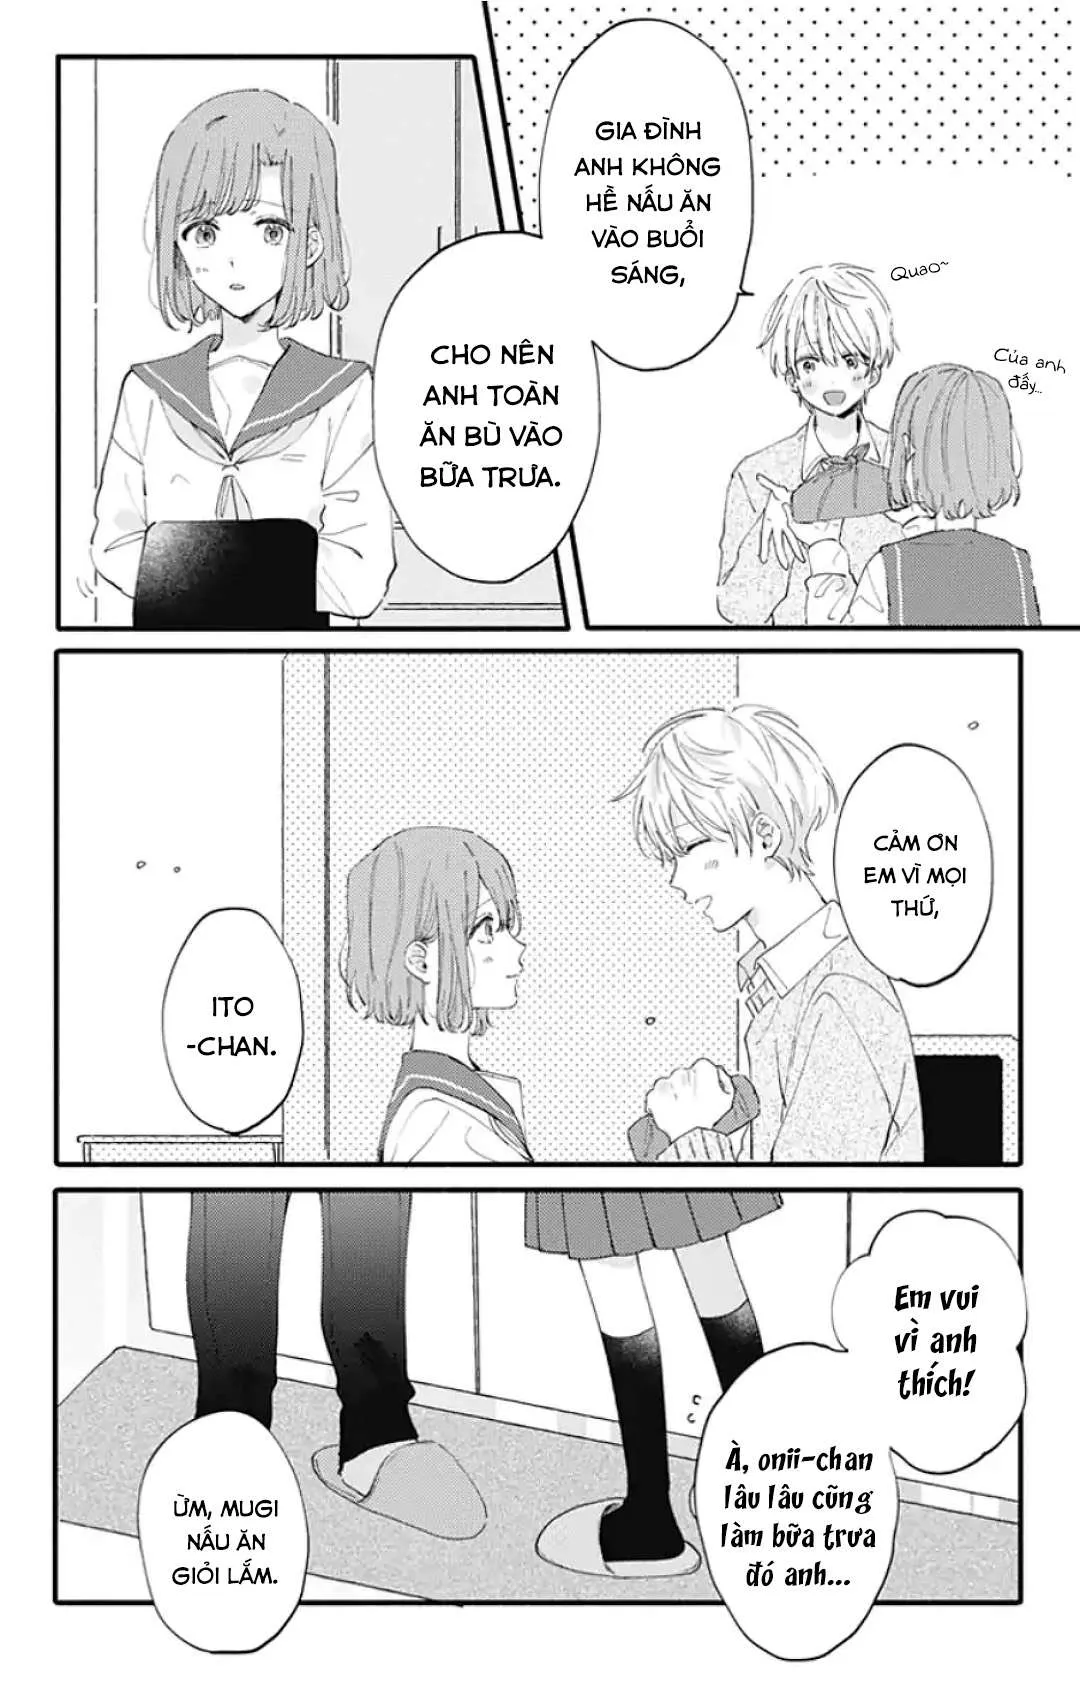 GIA ĐÌNH
ANH KHÔNG
HỀ NẤU ĂN
VÀO BUỔI
SÁNG,
Quao~
Của anh
đấy...
CHO NÊN
ANH TOÀN
ĂN BÙ VÀO
BỮA TRƯA.
CẢM ƠN
EM VÌ MỌI
THỨ,
ITO
-CHAN.
Em vui
vì anh
thích!
À, onii-chan
lâu lâu cũng
làm bữa trưa
đó anh...
ỪM, MUGI
NẤU ĂN
GIỎI LẮM.